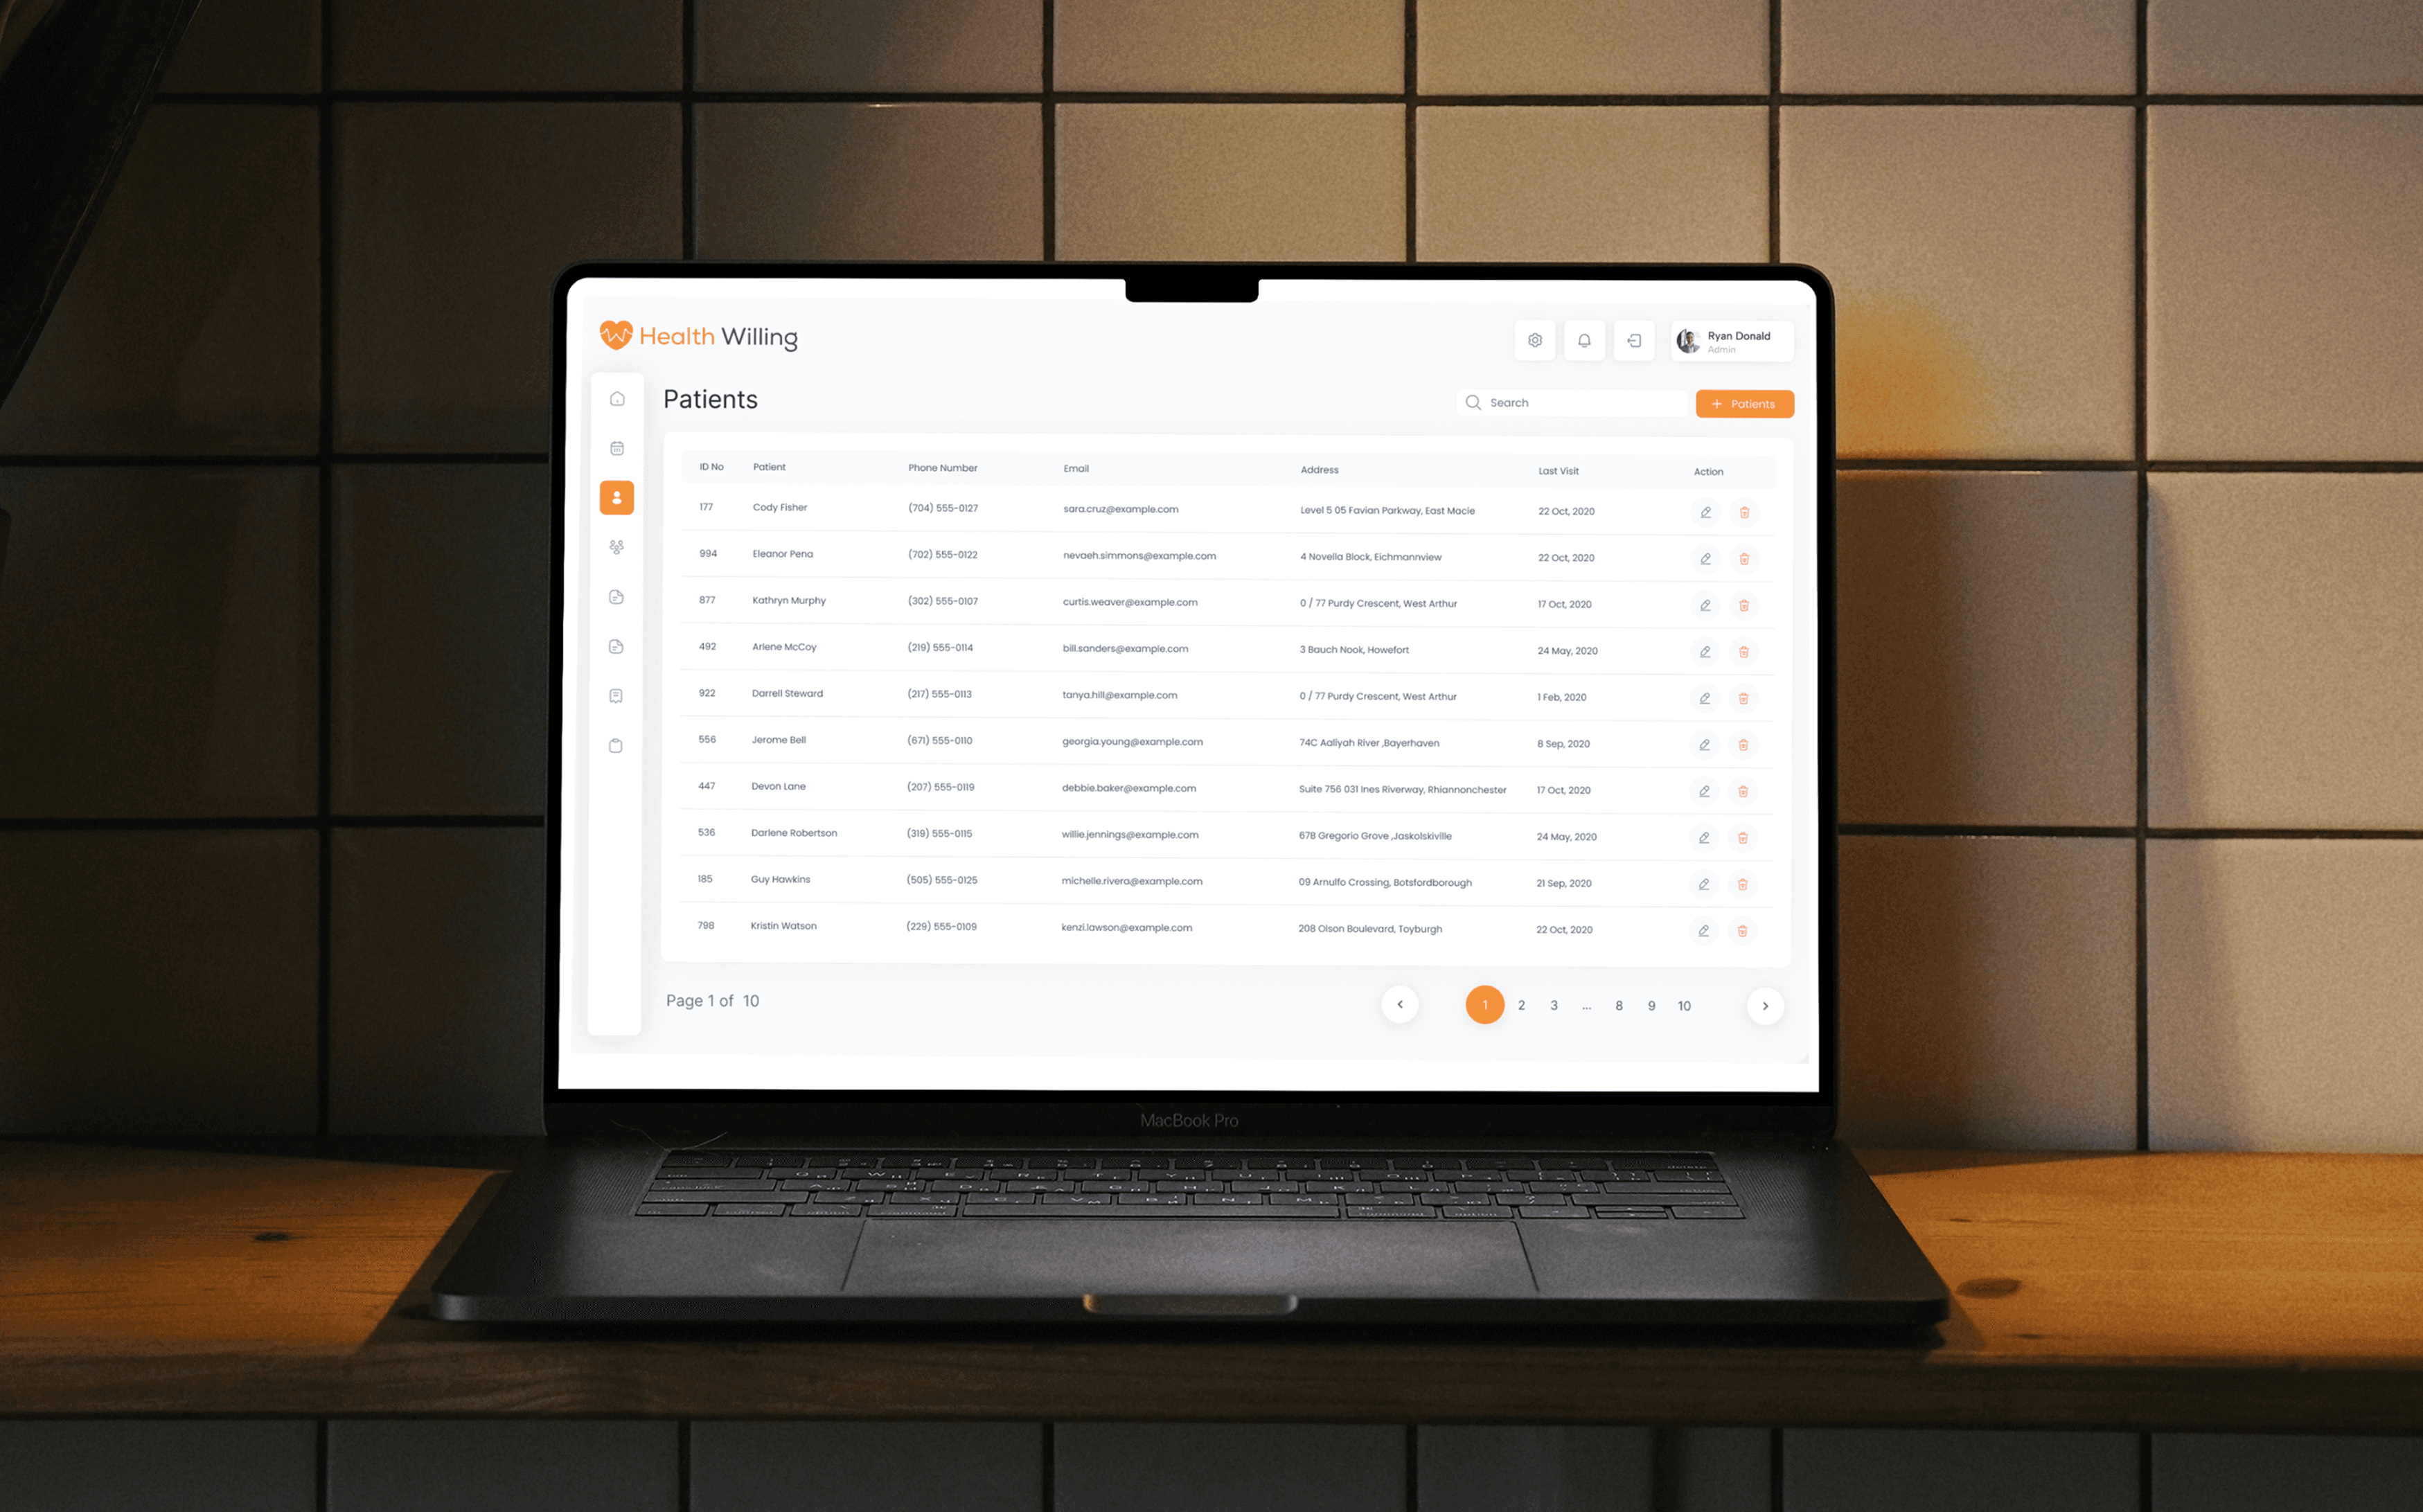 Health Willing
Ryan Donald
Admin
Patients
Search
+ Patients
ID No Patient Phone Number Email Address Last Visit Action
177 Cody Fisher (704) 555-0127 sara.cruz@example.com Level 5 05 Favian Parkway, East Macie 22 Oct, 2020
994 Eleanor Pena (702) 555-0122 nevaeh.simmons@example.com 4 Novella Block, Eichmannview 22 Oct, 2020
877 Kathryn Murphy (302) 555-0107 curtis.weaver@example.com 0 / 77 Purdy Crescent, West Arthur 17 Oct, 2020
492 Arlene McCoy (219) 555-0114 bill.sanders@example.com 3 Bauch Nook, Howefort 24 May, 2020
922 Darrell Steward (217) 555-0113 tanya.hill@example.com 0 / 77 Purdy Crescent, West Arthur 1 Feb, 2020
556 Jerome Bell (671) 555-0110 georgia.young@example.com 74C Aaliyah River ,Bayerhaven 8 Sep, 2020
447 Devon Lane (207) 555-0119 debbie.baker@example.com Suite 756 031 Ines Riverway, Rhiannonchester 17 Oct, 2020
536 Darlene Robertson (319) 555-0115 willie.jennings@example.com 67B Gregorio Grove ,Jaskolskiville 24 May, 2020
185 Guy Hawkins (505) 555-0125 michelle.rivera@example.com 09 Arnulfo Crossing, Botsfordborough 21 Sep, 2020
798 Kristin Watson (229) 555-0109 kenzi.lawson@example.com 208 Olson Boulevard, Toyburgh 22 Oct, 2020
Page 1 of 10
1 2 3 ... 8 9 10
MacBook Pro